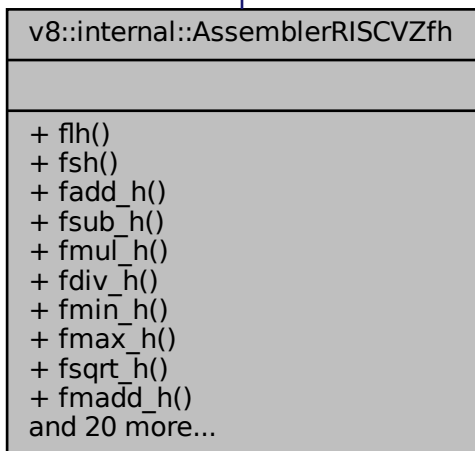 v8::internal::AssemblerRISCVZfh
+ flh()
+ fsh()
+ fadd_h()
+ fsub_h()
+ fmul_h()
+ fdiv_h()
+ fmin_h()
+ fmax_h()
+ fsqrt_h()
+ fmadd_h()
and 20 more...